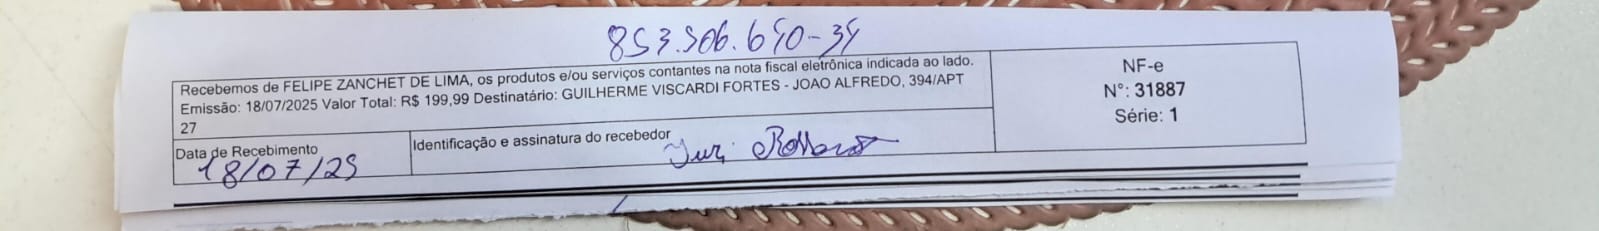 853.506.640-34
Recebemos de FELIPE ZANCHET DE LIMA, os produtos e/ou serviços contantes na nota fiscal eletrônica indicada ao lado.
Emissão: 18/07/2025 Valor Total: R$ 199,99 Destinatário: GUILHERME VISCARDI FORTES - JOAO ALFREDO, 394/APT
27
NF-e
N°: 31887
Série: 1
Data de Recebimento
18/07/25
Identificação e assinatura do recebedor
Yuri